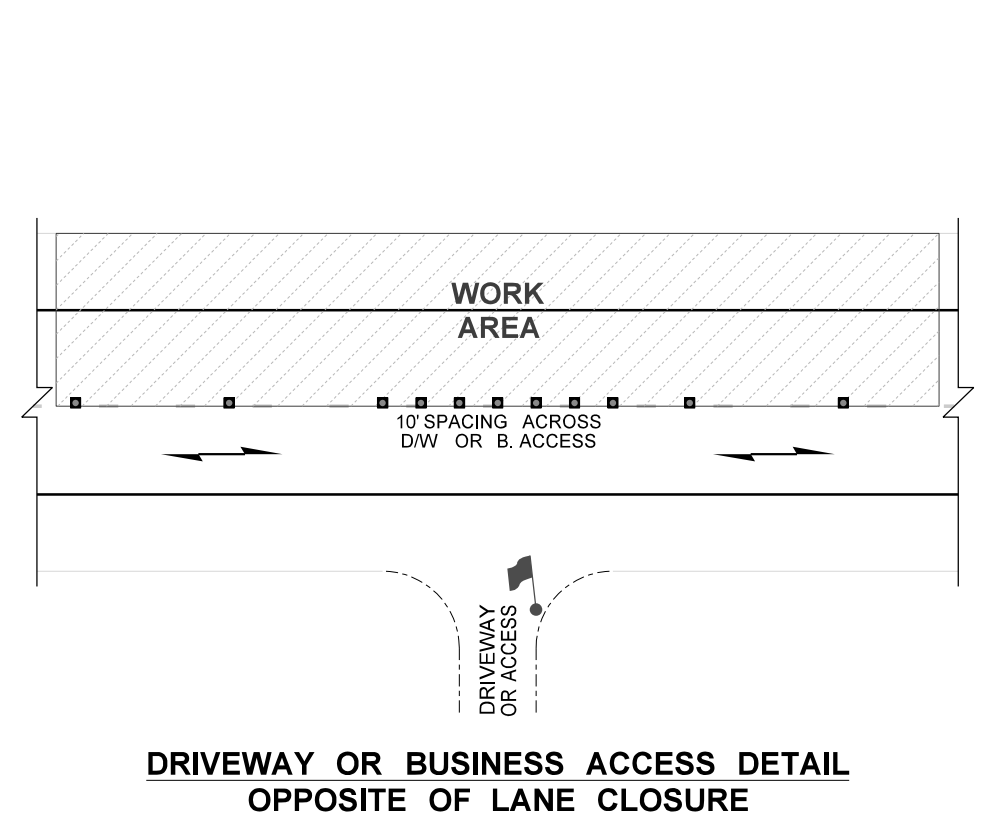 WORK
AREA
10' SPACING ACROSS
D/W OR B. ACCESS
DRIVEWAY
OR ACCESS
DRIVEWAY OR BUSINESS ACCESS DETAIL
OPPOSITE OF LANE CLOSURE